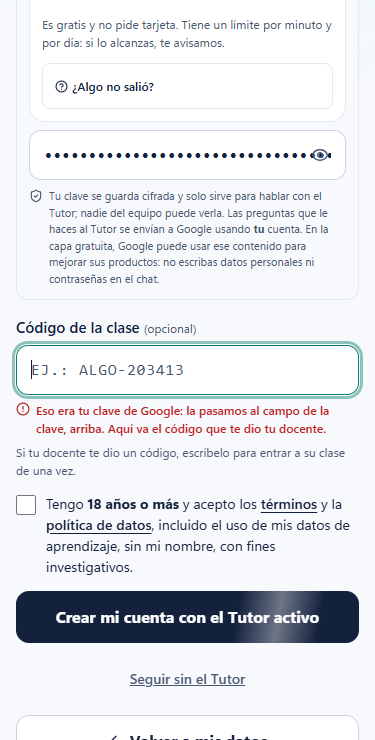 Es gratis y no pide tarjeta. Tiene un límite por minuto y
por día: si lo alcanzas, te avisamos.
¿Algo no salió?
Tu clave se guarda cifrada y solo sirve para hablar con el
Tutor; nadie del equipo puede verla. Las preguntas que le
haces al Tutor se envían a Google usando tu cuenta. En la
capa gratuita, Google puede usar ese contenido para
mejorar sus productos: no escribas datos personales ni
contraseñas en el chat.
Código de la clase (opcional)
EJ.: ALGO-203413
Eso era tu clave de Google: la pasamos al campo de la
clave, arriba. Aquí va el código que te dio tu docente.
Si tu docente te dio un código, escríbelo para entrar a su clase
de una vez.
Tengo 18 años o más y acepto los términos y la
política de datos, incluido el uso de mis datos de
aprendizaje, sin mi nombre, con fines
investigativos.
Crear mi cuenta con el Tutor activo
Seguir sin el Tutor
Volver a mis datos